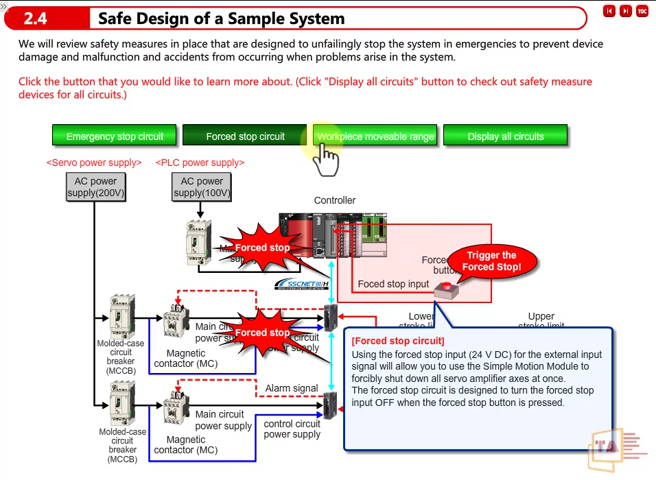 2.4 Safe Design of a Sample System
TOC
We will review safety measures in place that are designed to unfailingly stop the system in emergencies to prevent device
damage and malfunction and accidents from occurring when problems arise in the system.
Click the button that you would like to learn more about. (Click "Display all circuits" button to check out safety measure
devices for all circuits.)
Emergency stop circuit
Forced stop circuit
Workpiece moveable range
Display all circuits
<Servo power supply>
<PLC power supply>
AC power
supply(200V)
AC power
supply(100V)
Controller
Forced stop
Trigger the
Forced Stop!
Foced stop input
SSCNETIII/H
Forced stop
Molded-case
circuit
breaker
(MCCB)
Magnetic
contactor (MC)
Alarm signal
Main circuit
power supply
control circuit
power supply
Molded-case
circuit
breaker
(MCCB)
Magnetic
contactor (MC)
Upper
[Forced stop circuit]
Using the forced stop input (24 V DC) for the external input
signal will allow you to use the Simple Motion Module to
forcibly shut down all servo amplifier axes at once.
The forced stop circuit is designed to turn the forced stop
input OFF when the forced stop button is pressed.
TA